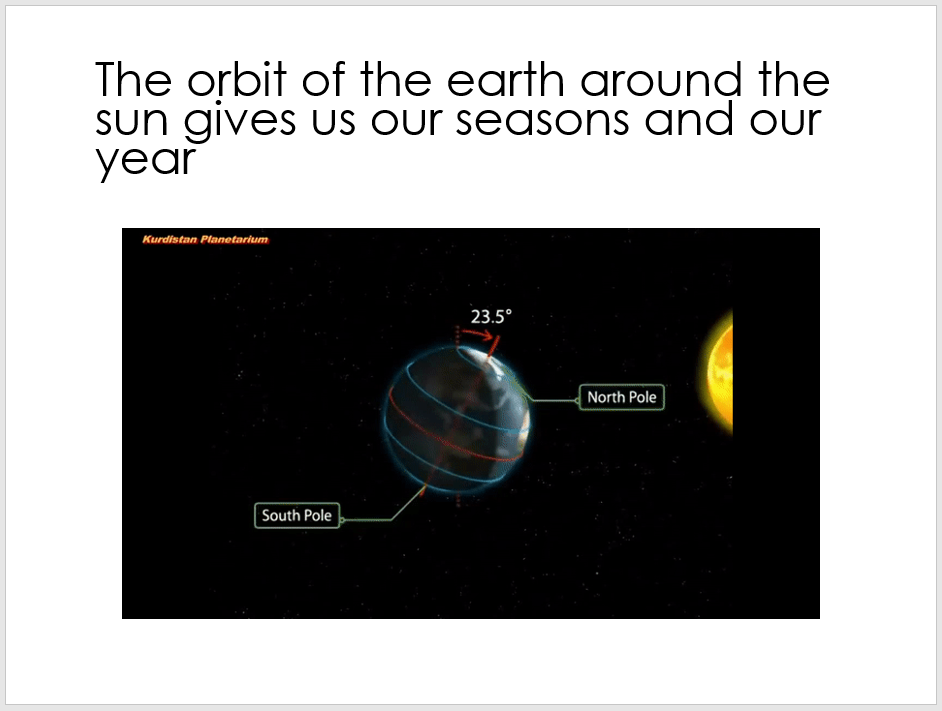 The orbit of the earth around the
sun gives us our seasons and our
year
Kurdistan Planetarium
23.5°
North Pole
South Pole